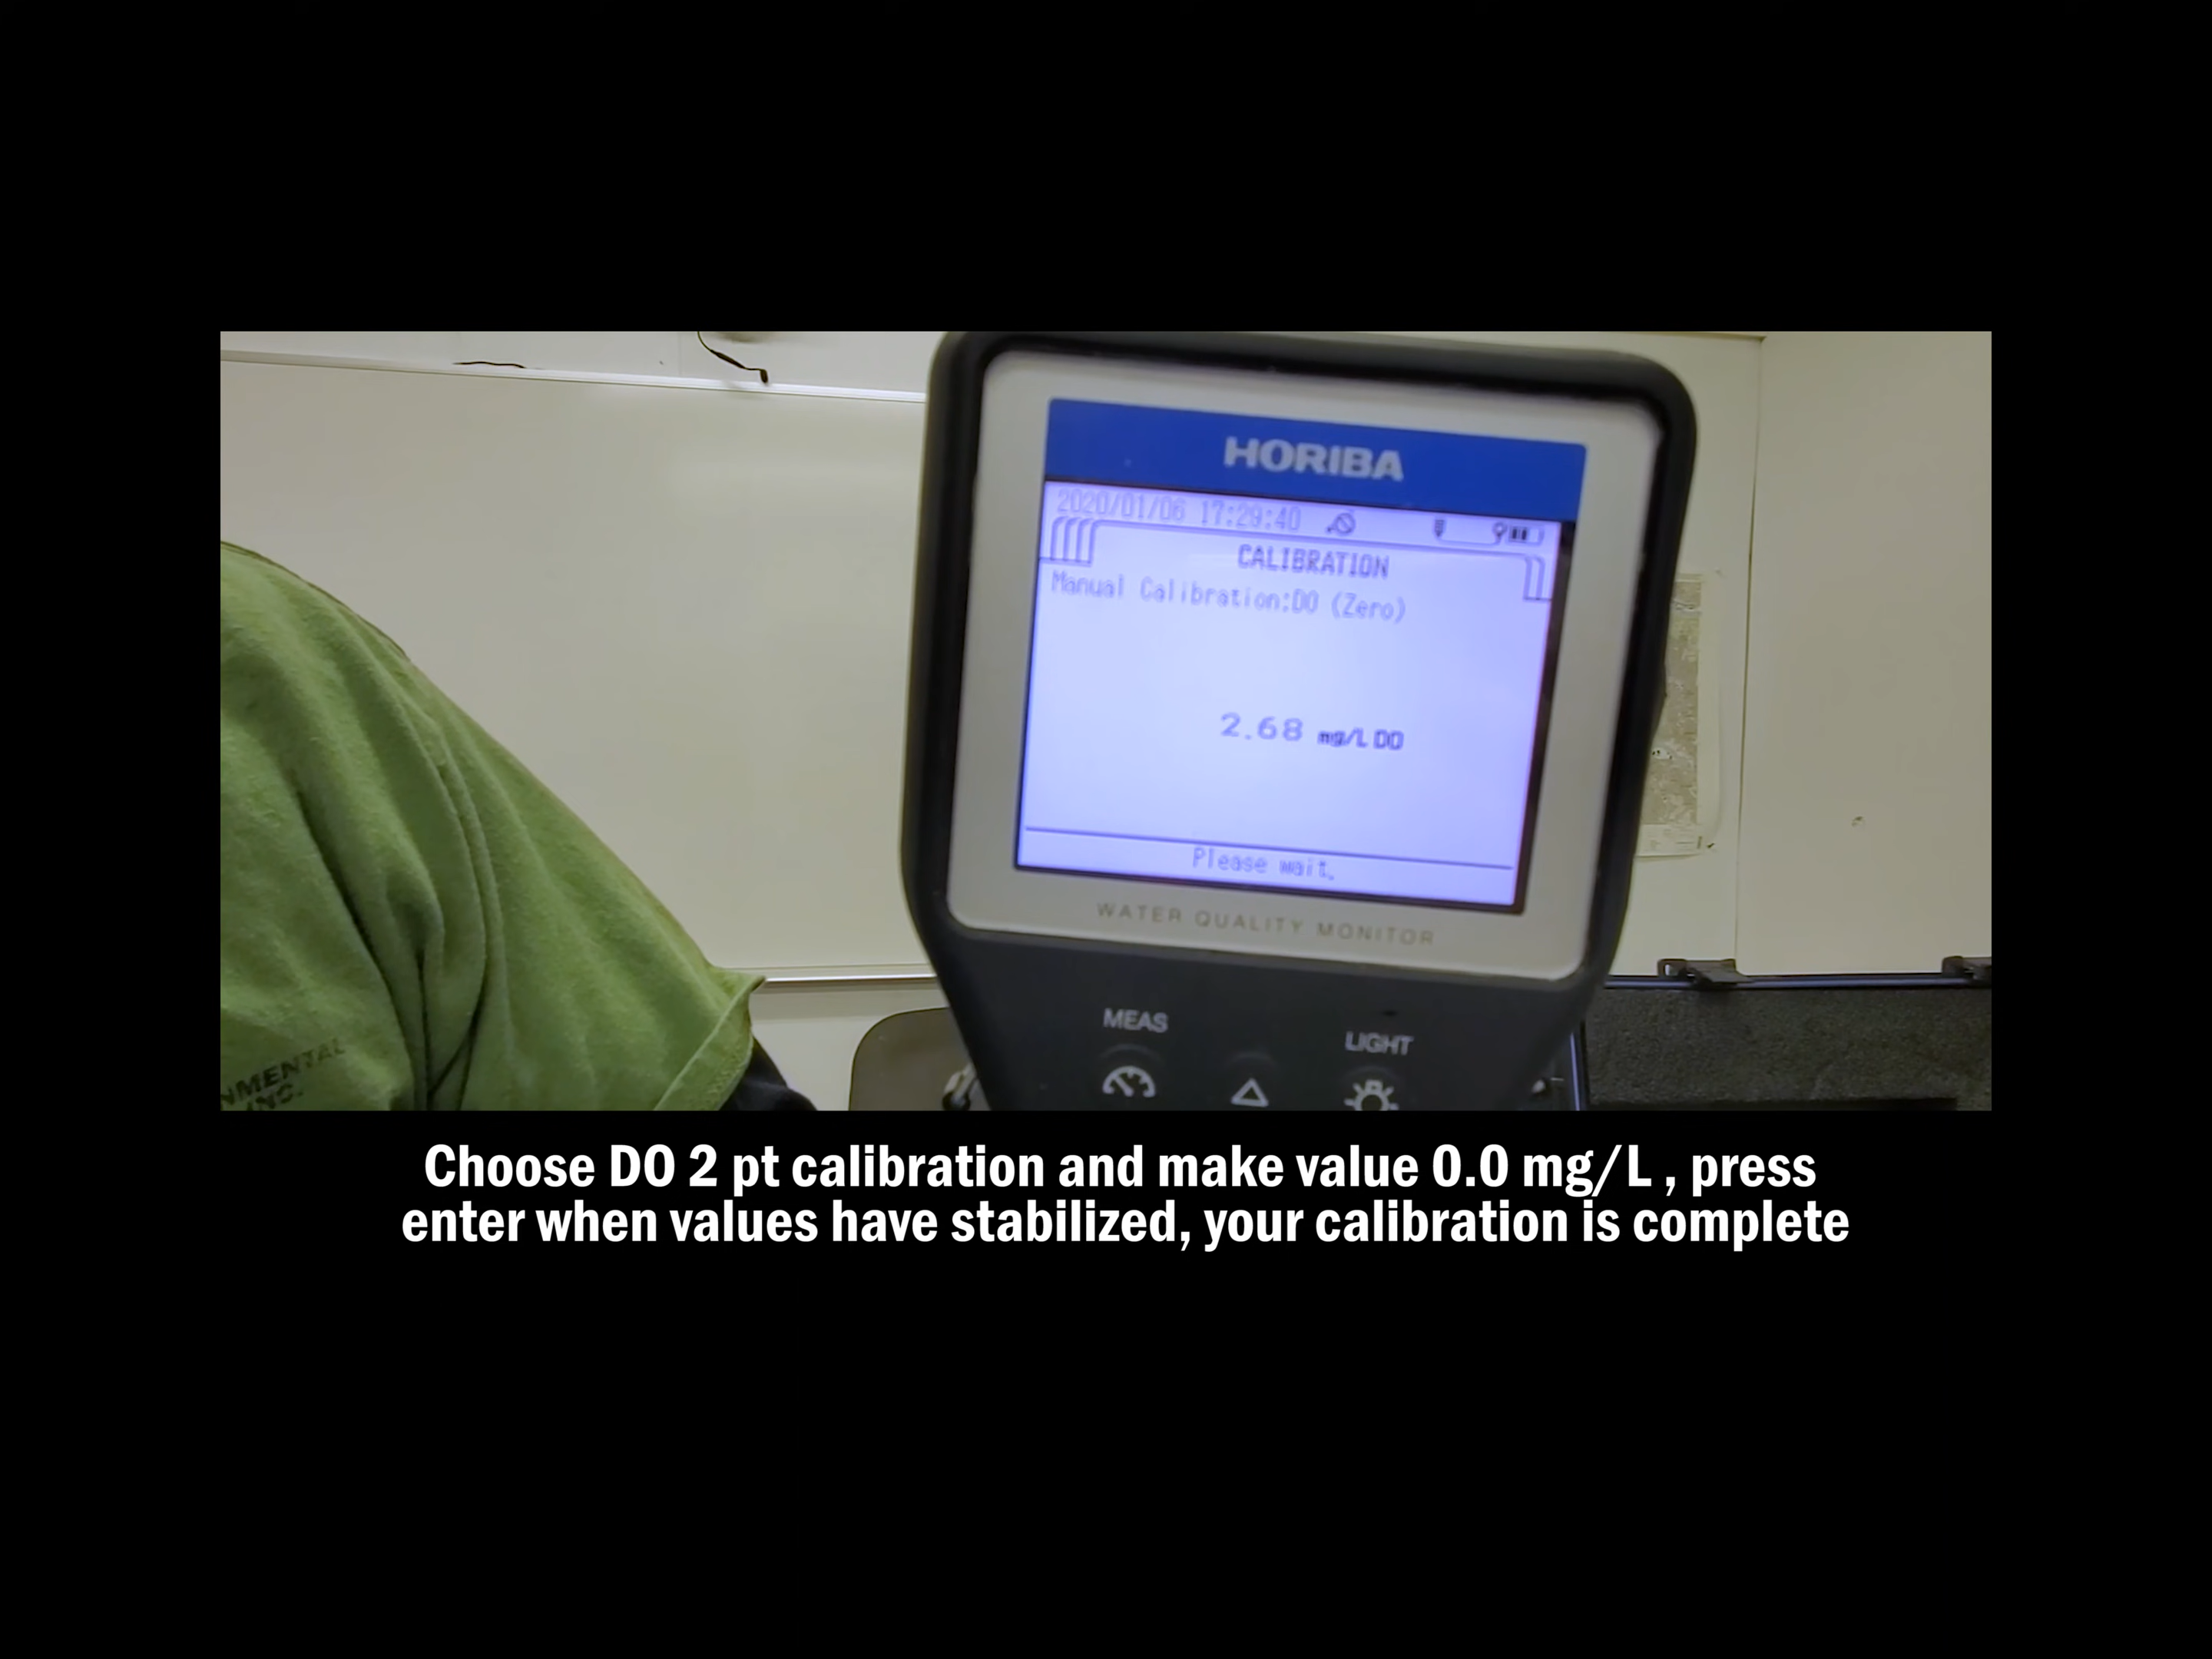 HORIBA
2020/01/06 17:29:40
CALIBRATION
Manual Calibration:DO (Zero)
2.68 mg/L DO
Please wait.
WATER QUALITY MONITOR
MEAS
LIGHT
NMENTAL
INC.
Choose DO 2 pt calibration and make value 0.0 mg/L , press
enter when values have stabilized, your calibration is complete